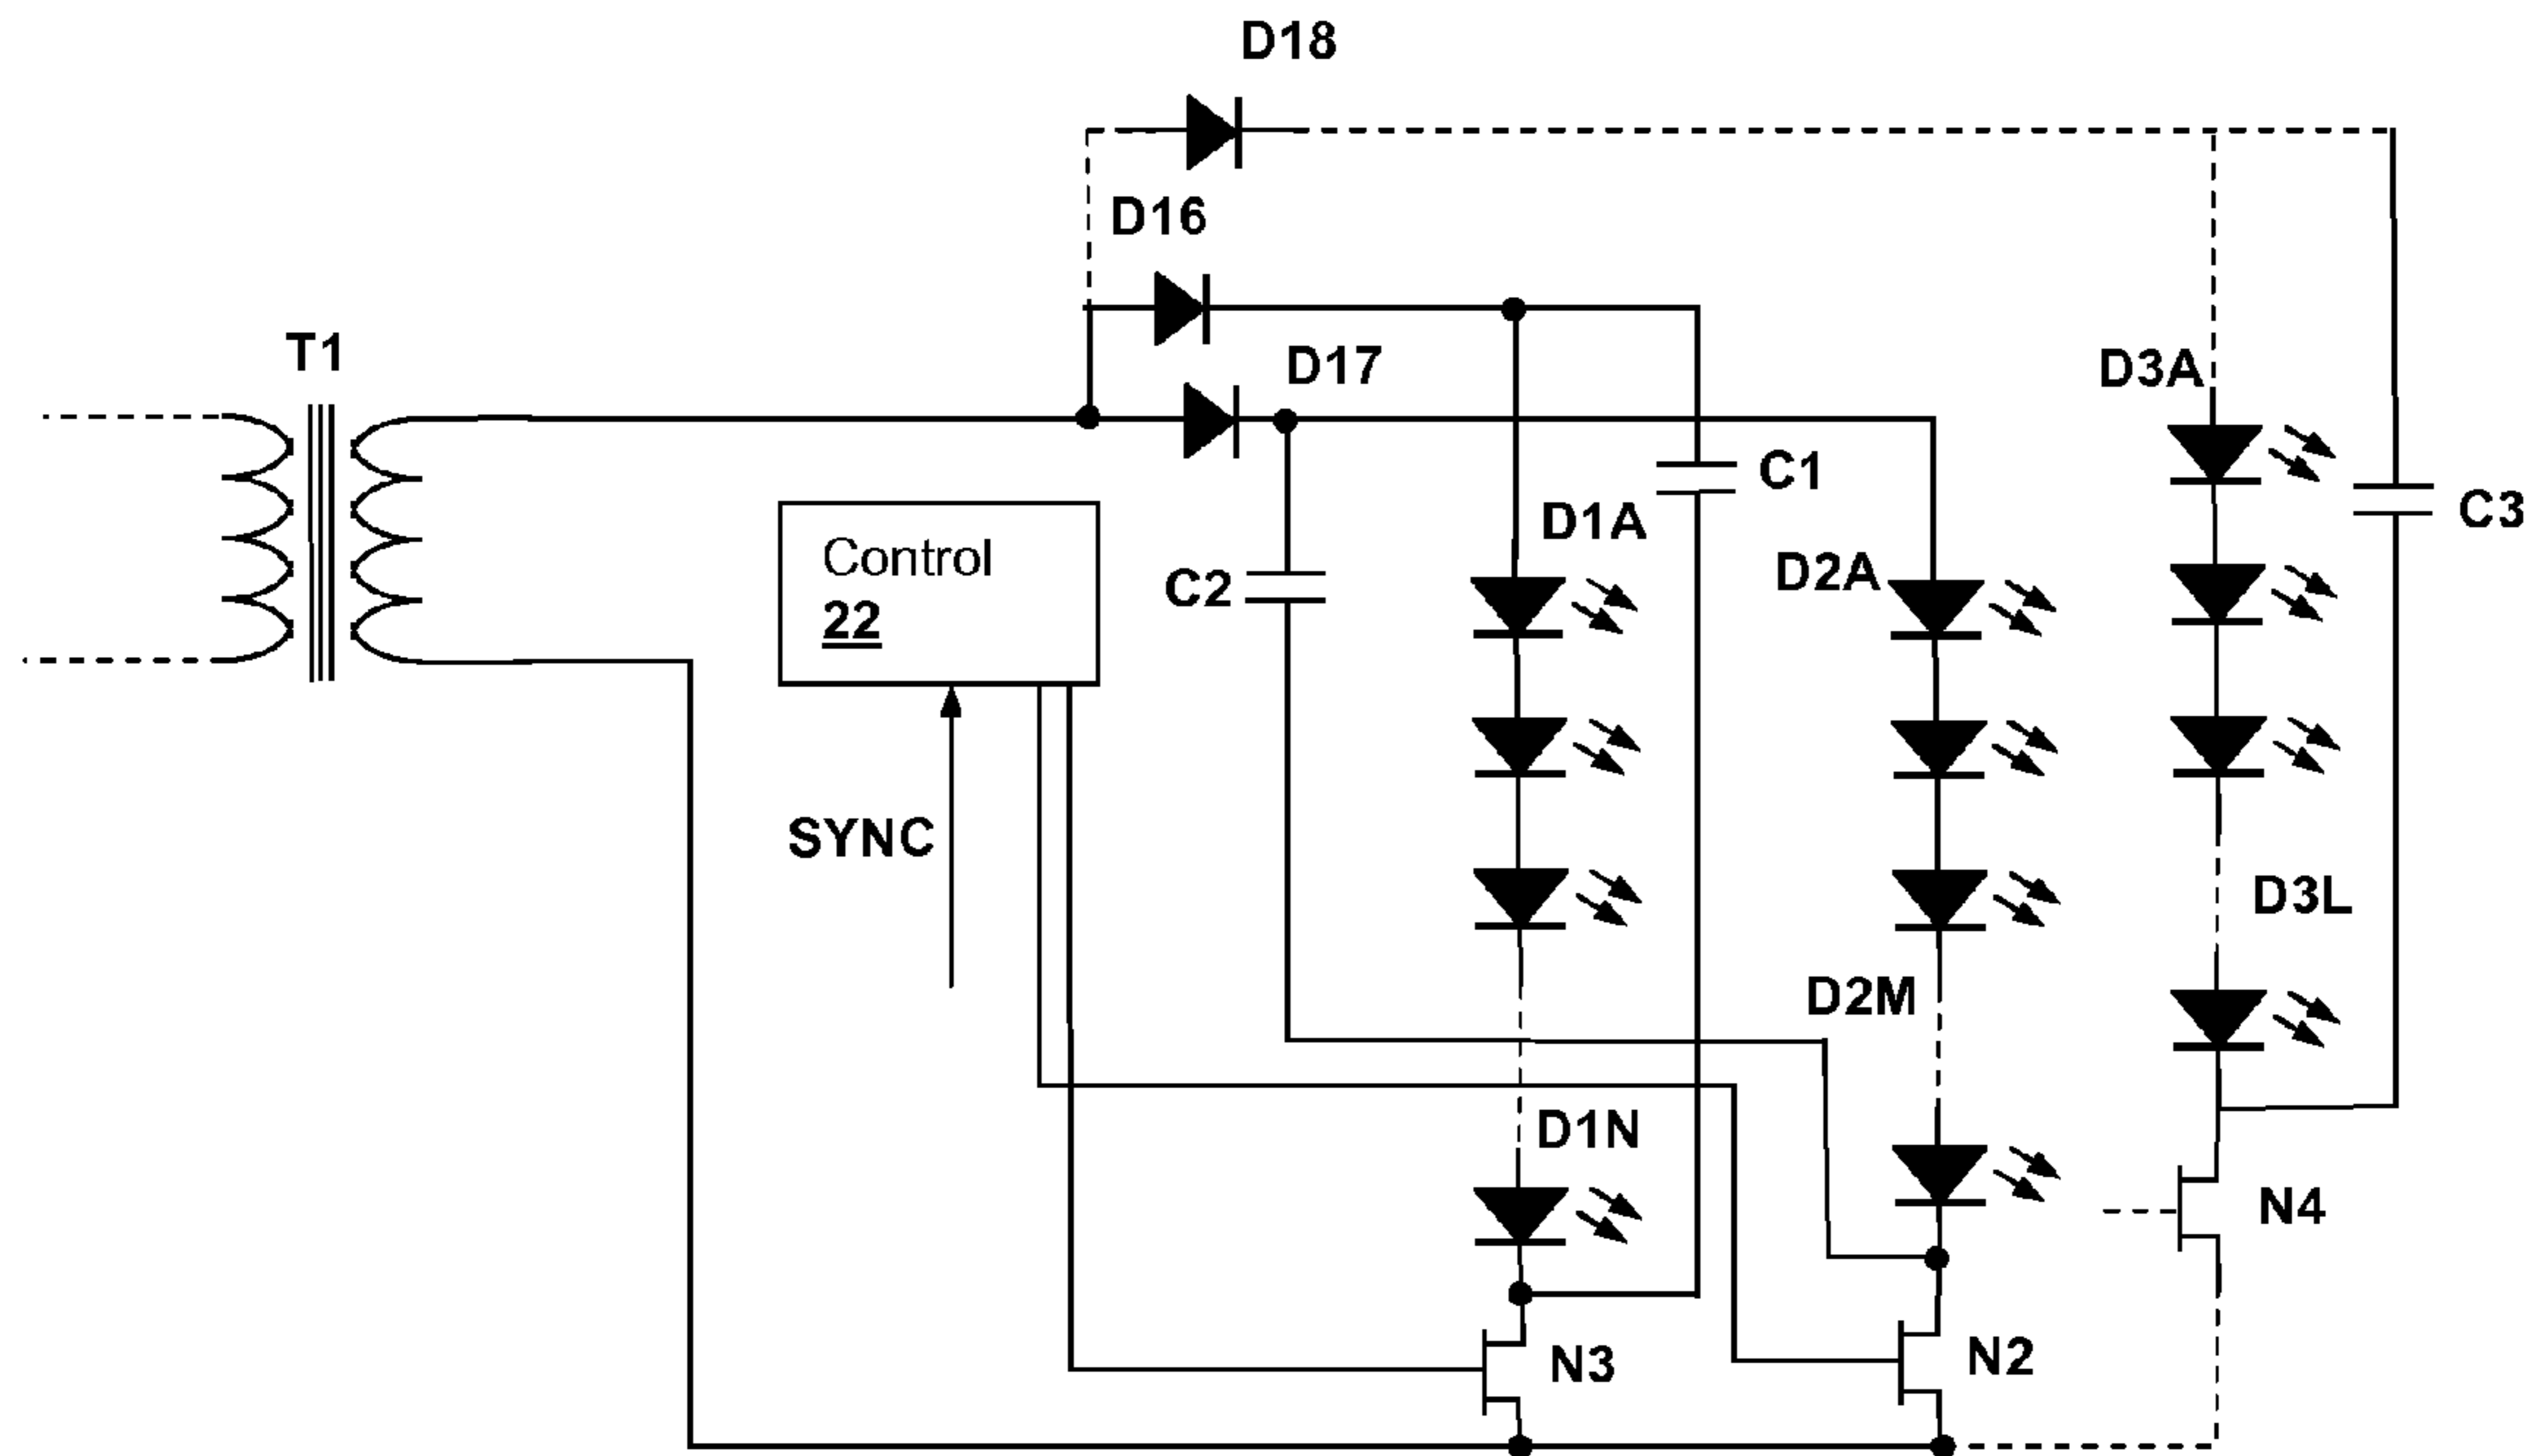 D18
D16
T1
D17
D3A
C1
C3
D1A
Control
22
C2
D2A
SYNC
D3L
D2M
D1N
N4
N3
N2